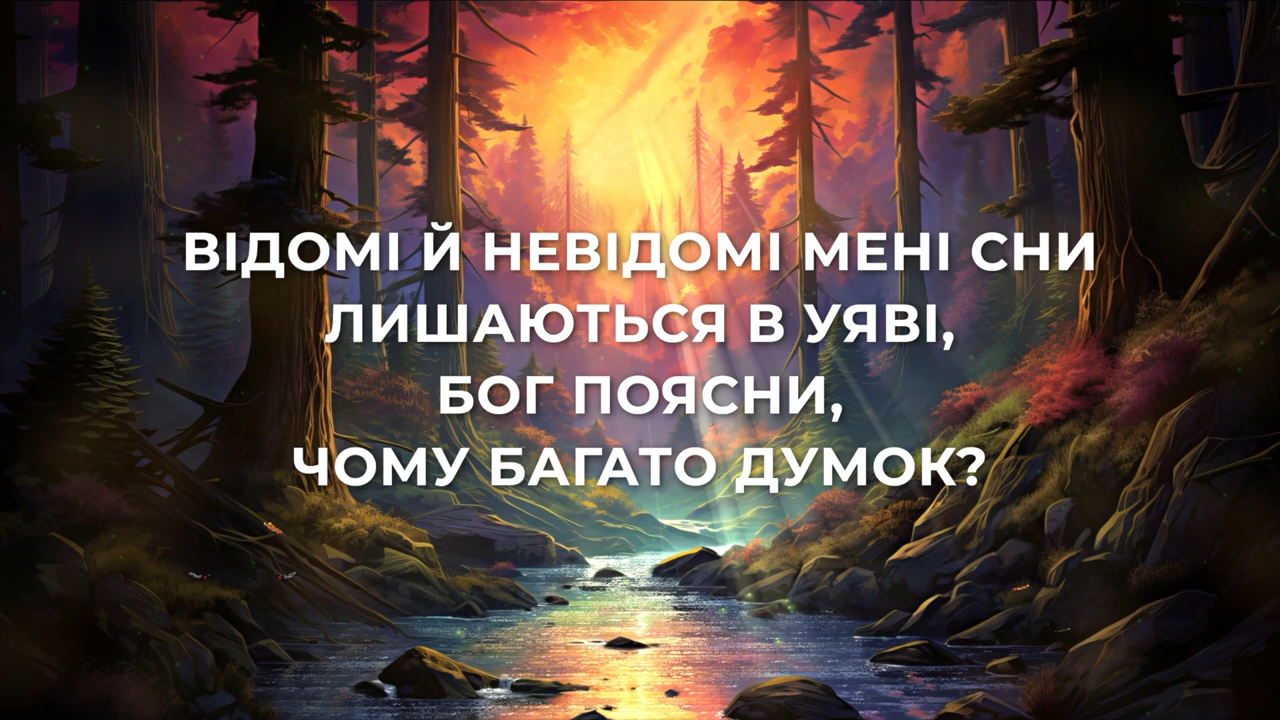 ВІДОМІ Й НЕВІДОМІ МЕНІ СНИ
ЛИШАЮТЬСЯ В УЯВІ,
БОГ ПОЯСНИ,
ЧОМУ БАГАТО ДУМОК?